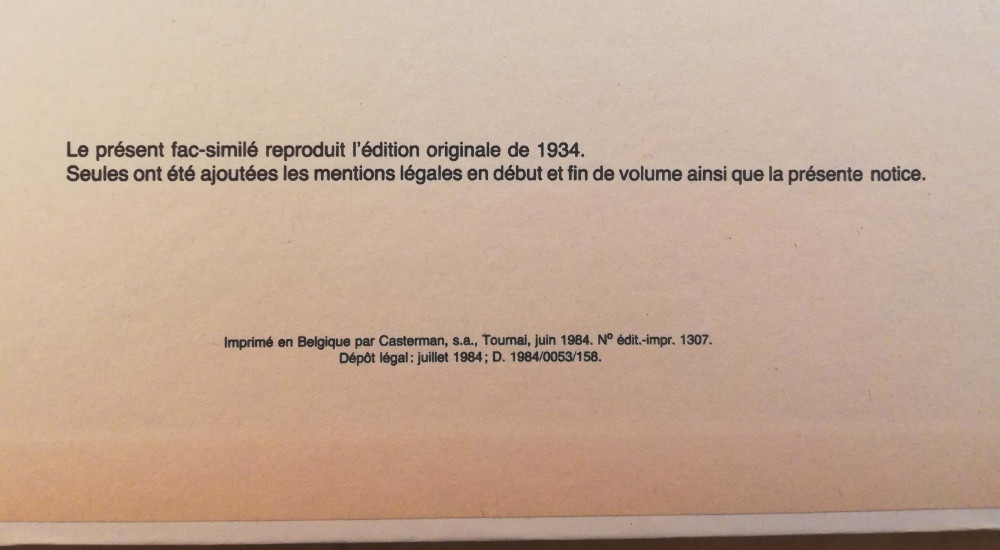 Le présent fac-similé reproduit l'édition originale de 1934.
Seules ont été ajoutées les mentions légales en début et fin de volume ainsi que la présente notice.
Imprimé en Belgique par Casterman, s.a., Tournai, juin 1984. Nº édit.-impr. 1307.
Dépôt légal: juillet 1984; D. 1984/0053/158.